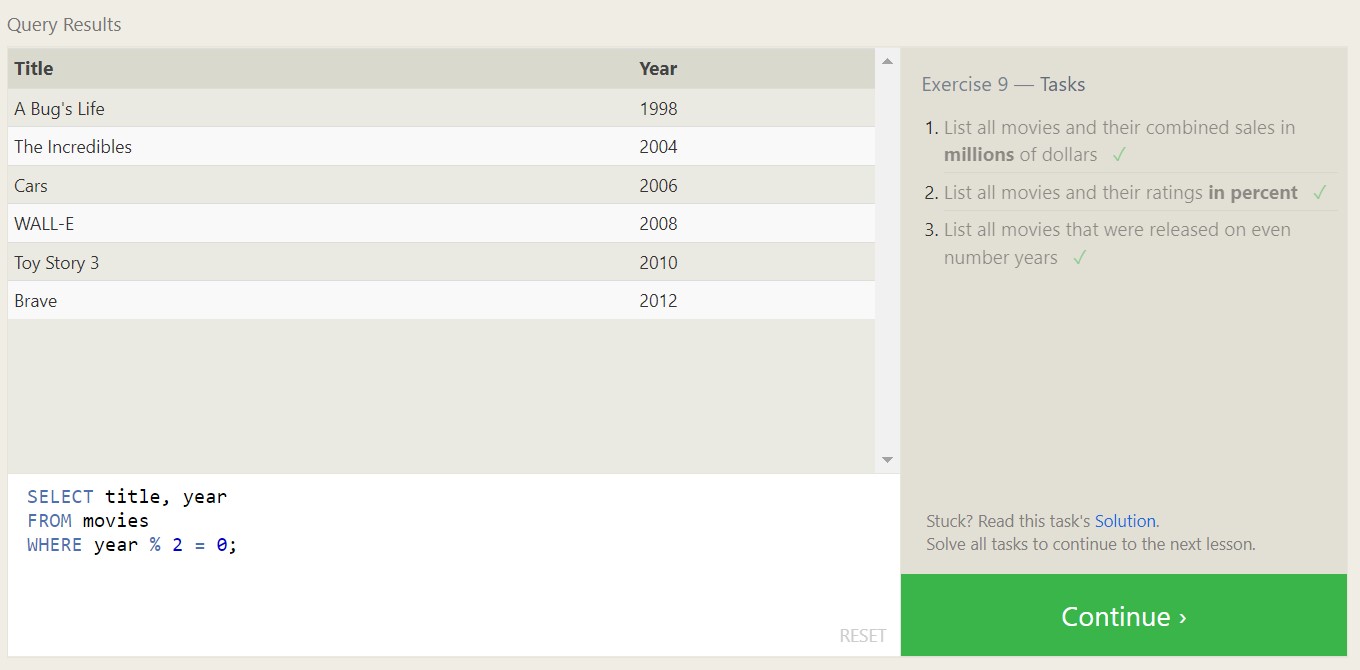 Query Results
Title Year
A Bug's Life 1998
The Incredibles 2004
Cars 2006
WALL-E 2008
Toy Story 3 2010
Brave 2012
SELECT title, year
FROM movies
WHERE year % 2 = 0;
RESET
Exercise 9 — Tasks
1. List all movies and their combined sales in
millions of dollars ✓
2. List all movies and their ratings in percent ✓
3. List all movies that were released on even
number years ✓
Stuck? Read this task's Solution.
Solve all tasks to continue to the next lesson.
Continue ›